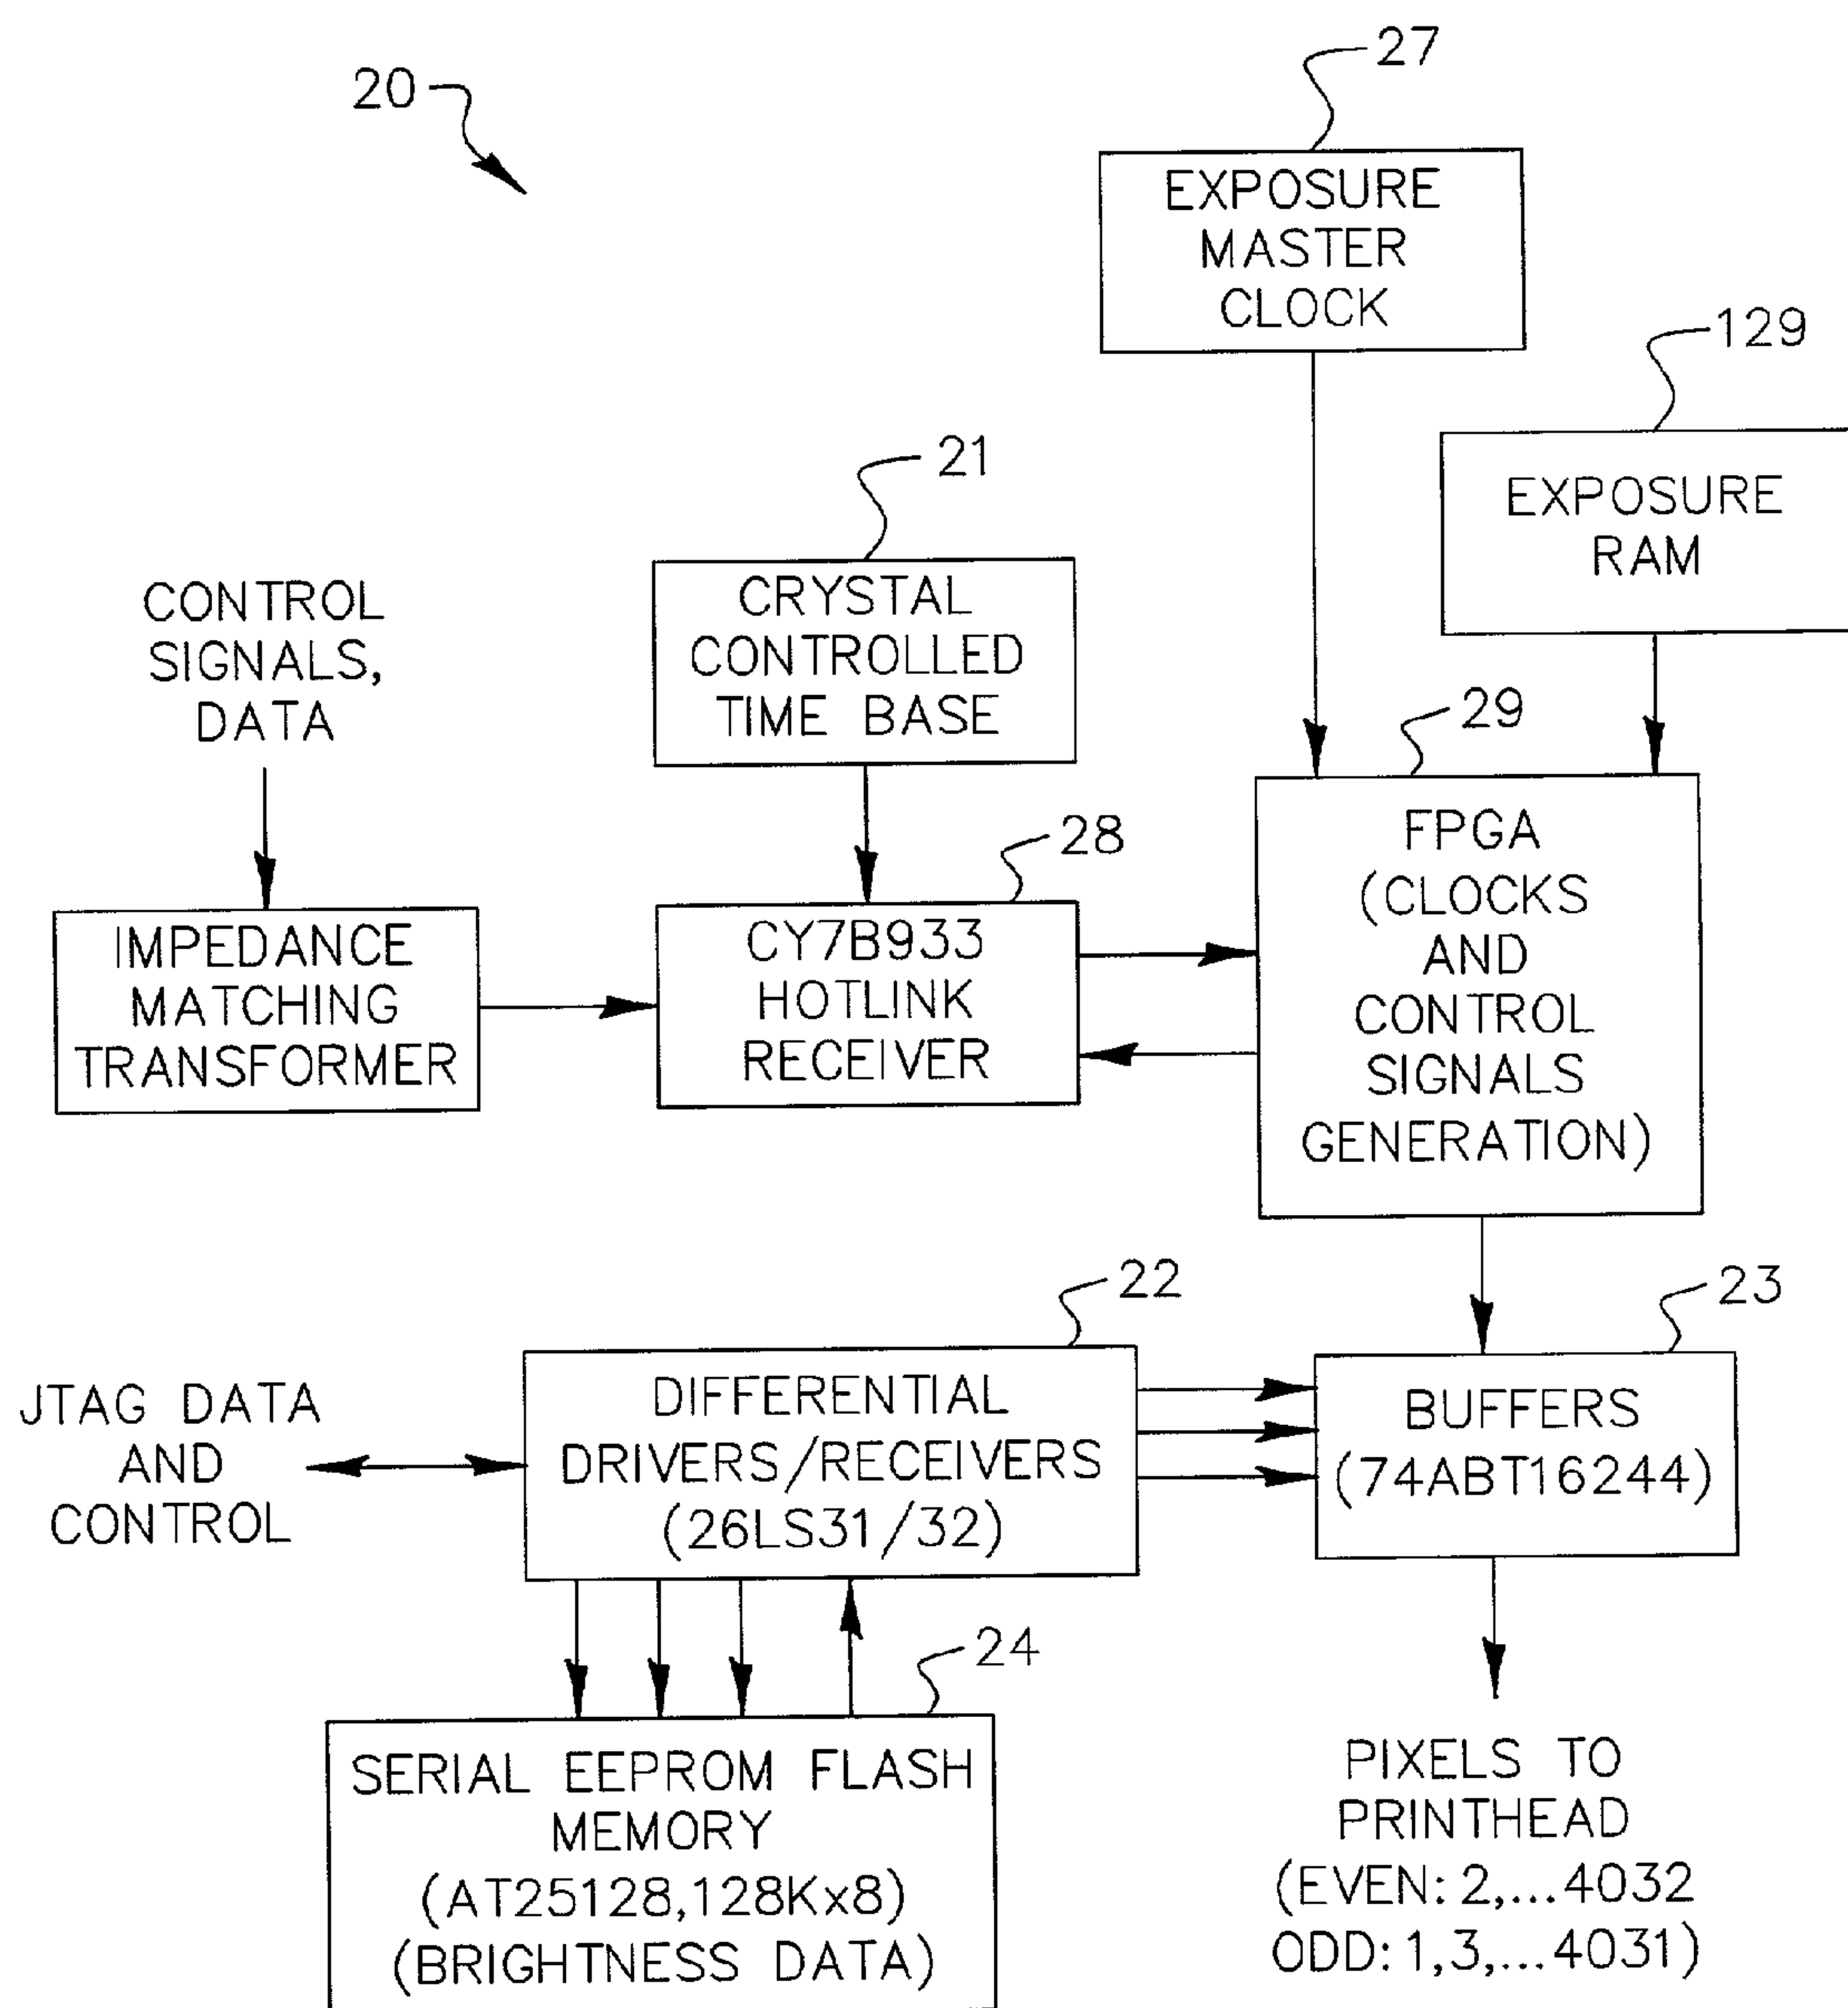 20
27
EXPOSURE
MASTER
CLOCK
129
EXPOSURE
RAM
21
CRYSTAL
CONTROLLED
TIME BASE
CONTROL
SIGNALS,
DATA
29
FPGA
(CLOCKS
AND
CONTROL
SIGNALS
GENERATION)
28
CY7B933
HOTLINK
RECEIVER
IMPEDANCE
MATCHING
TRANSFORMER
22
DIFFERENTIAL
DRIVERS/RECEIVERS
(26LS31/32)
23
BUFFERS
(74ABT16244)
JTAG DATA
AND
CONTROL
24
SERIAL EEPROM FLASH
MEMORY
(AT25128,128Kx8)
(BRIGHTNESS DATA)
PIXELS TO
PRINTHEAD
(EVEN: 2,...4032
ODD: 1,3,...4031)